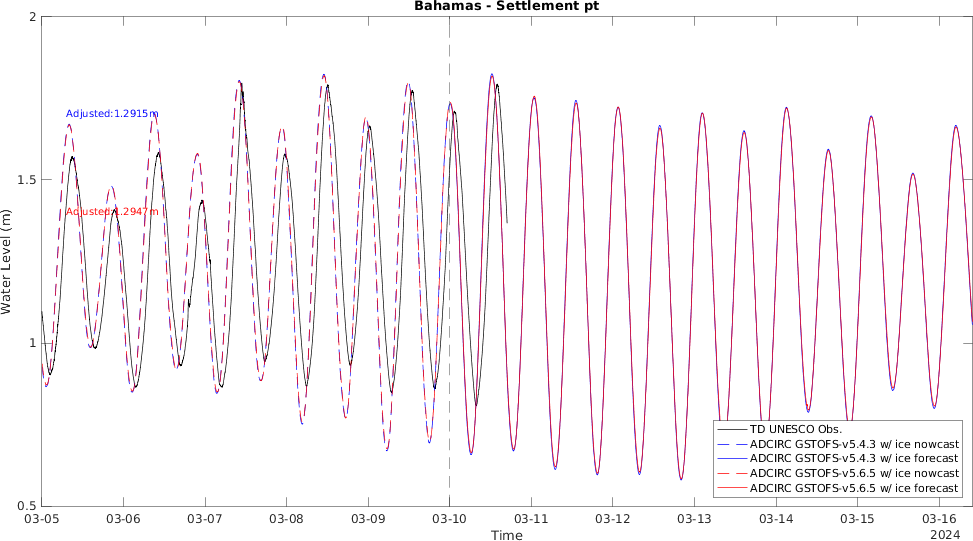 Bahamas - Settlement pt
2
1.5
1
0.5
Water Level (m)
Adjusted:1.2915m
Adjusted:1.2947m
TD UNESCO Obs.
ADCIRC GSTOFS-v5.4.3 w/ ice nowcast
ADCIRC GSTOFS-v5.4.3 w/ ice forecast
ADCIRC GSTOFS-v5.6.5 w/ ice nowcast
ADCIRC GSTOFS-v5.6.5 w/ ice forecast
03-05 03-06 03-07 03-08 03-09 03-10 03-11 03-12 03-13 03-14 03-15 03-16
Time
2024